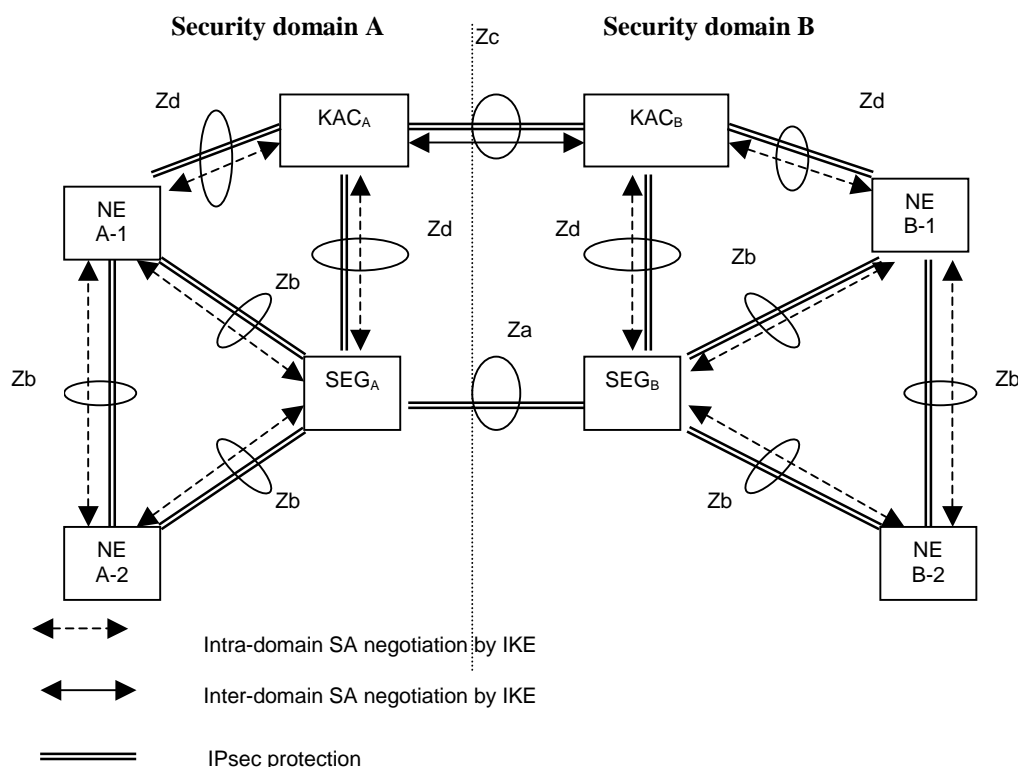 Security domain A
Security domain B
Zc
Zd
KACA
KACB
Zd
NE
A-1
NE
B-1
Zd
Zd
Zb
Zb
Za
Zb
SEGA
SEGB
Zb
Zb
Zb
NE
A-2
NE
B-2
Intra-domain SA negotiation by IKE
Inter-domain SA negotiation by IKE
IPsec protection